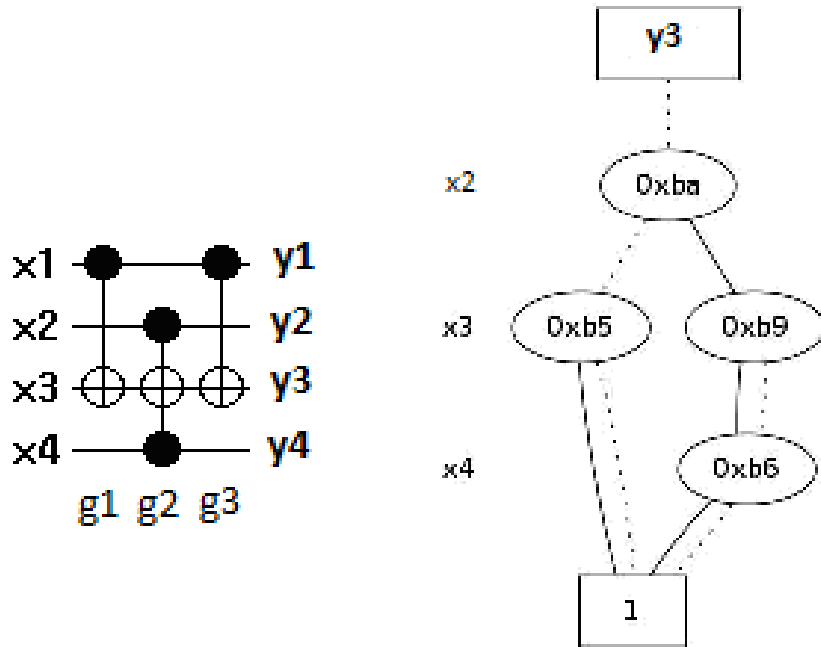 x1 y1
x2 y2
x3 y3
x4 y4
g1 g2 g3
y3
x2 0xba
x3 0xb5 0xb9
x4 0xb6
1